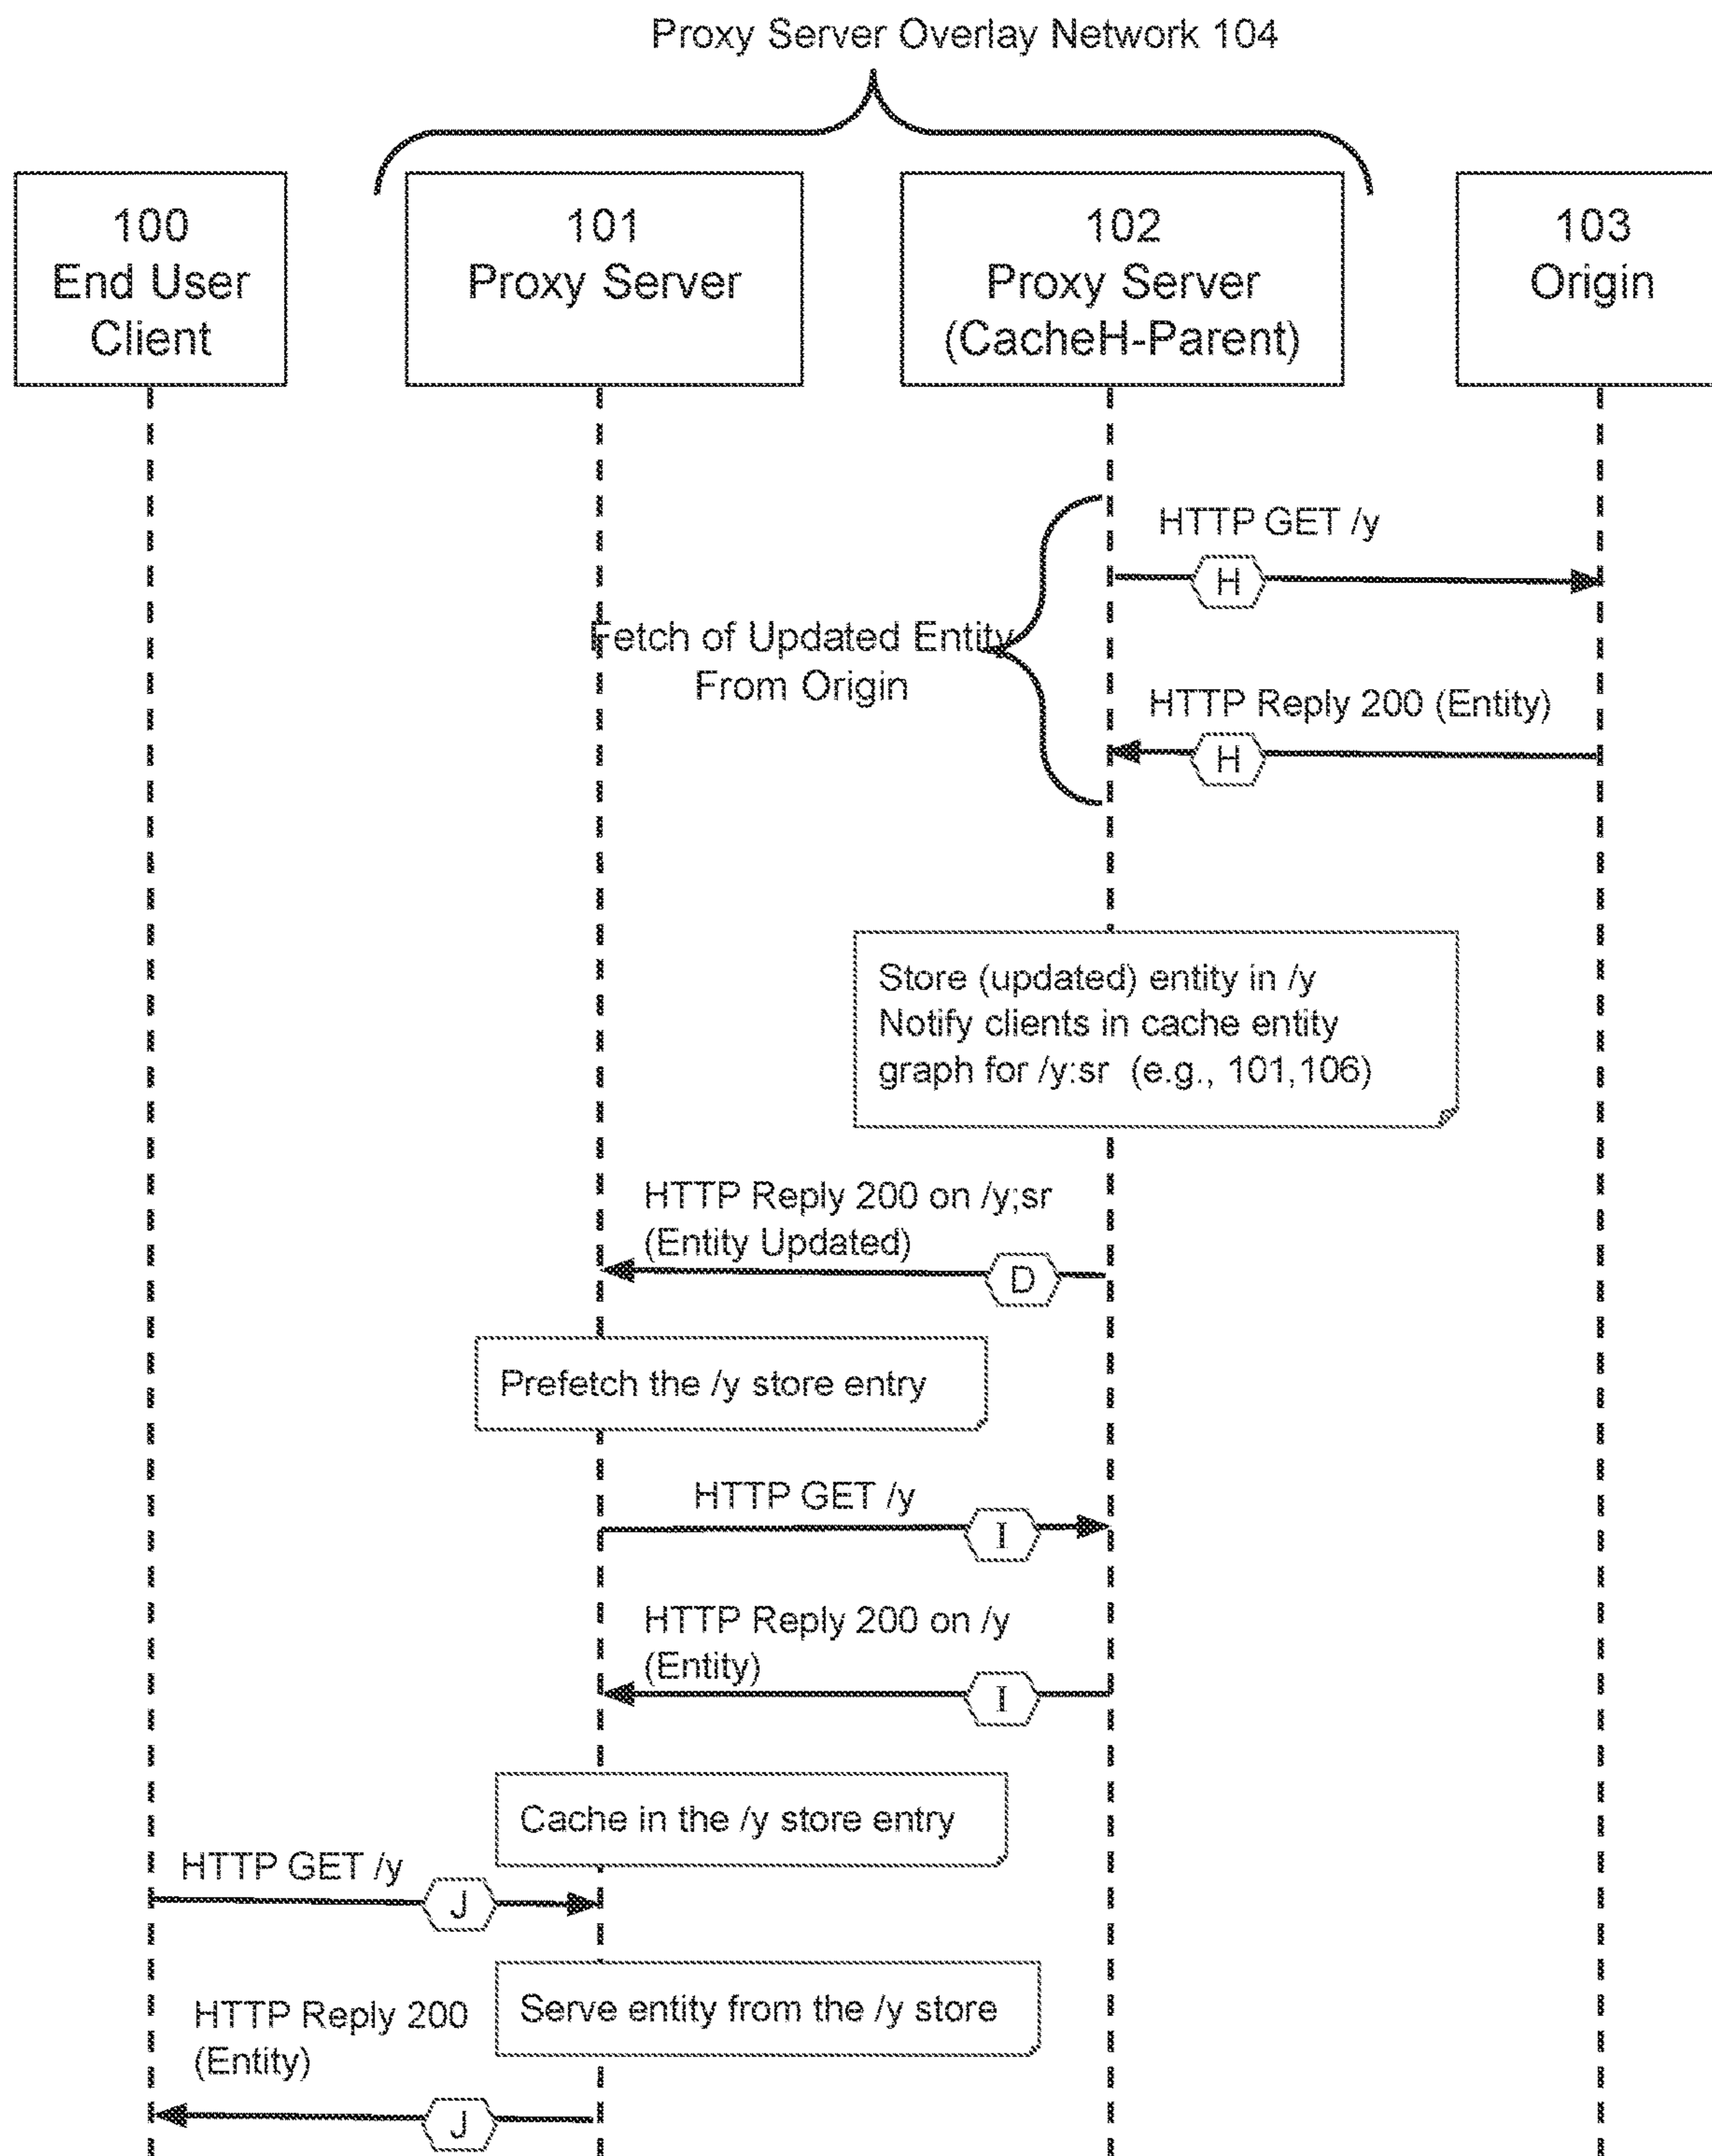 Proxy Server Overlay Network 104
100
End User
Client
101
Proxy Server
102
Proxy Server
(CacheH-Parent)
103
Origin
HTTP GET /y
H
Fetch of Updated Entity
From Origin
HTTP Reply 200 (Entity)
H
Store (updated) entity in /y
Notify clients in cache entity
graph for /y:sr (e.g., 101,106)
HTTP Reply 200 on /y;sr
(Entity Updated)
D
Prefetch the /y store entry
HTTP GET /y
I
HTTP Reply 200 on /y
(Entity)
I
Cache in the /y store entry
HTTP GET /y
J
Serve entity from the /y store
HTTP Reply 200
(Entity)
J